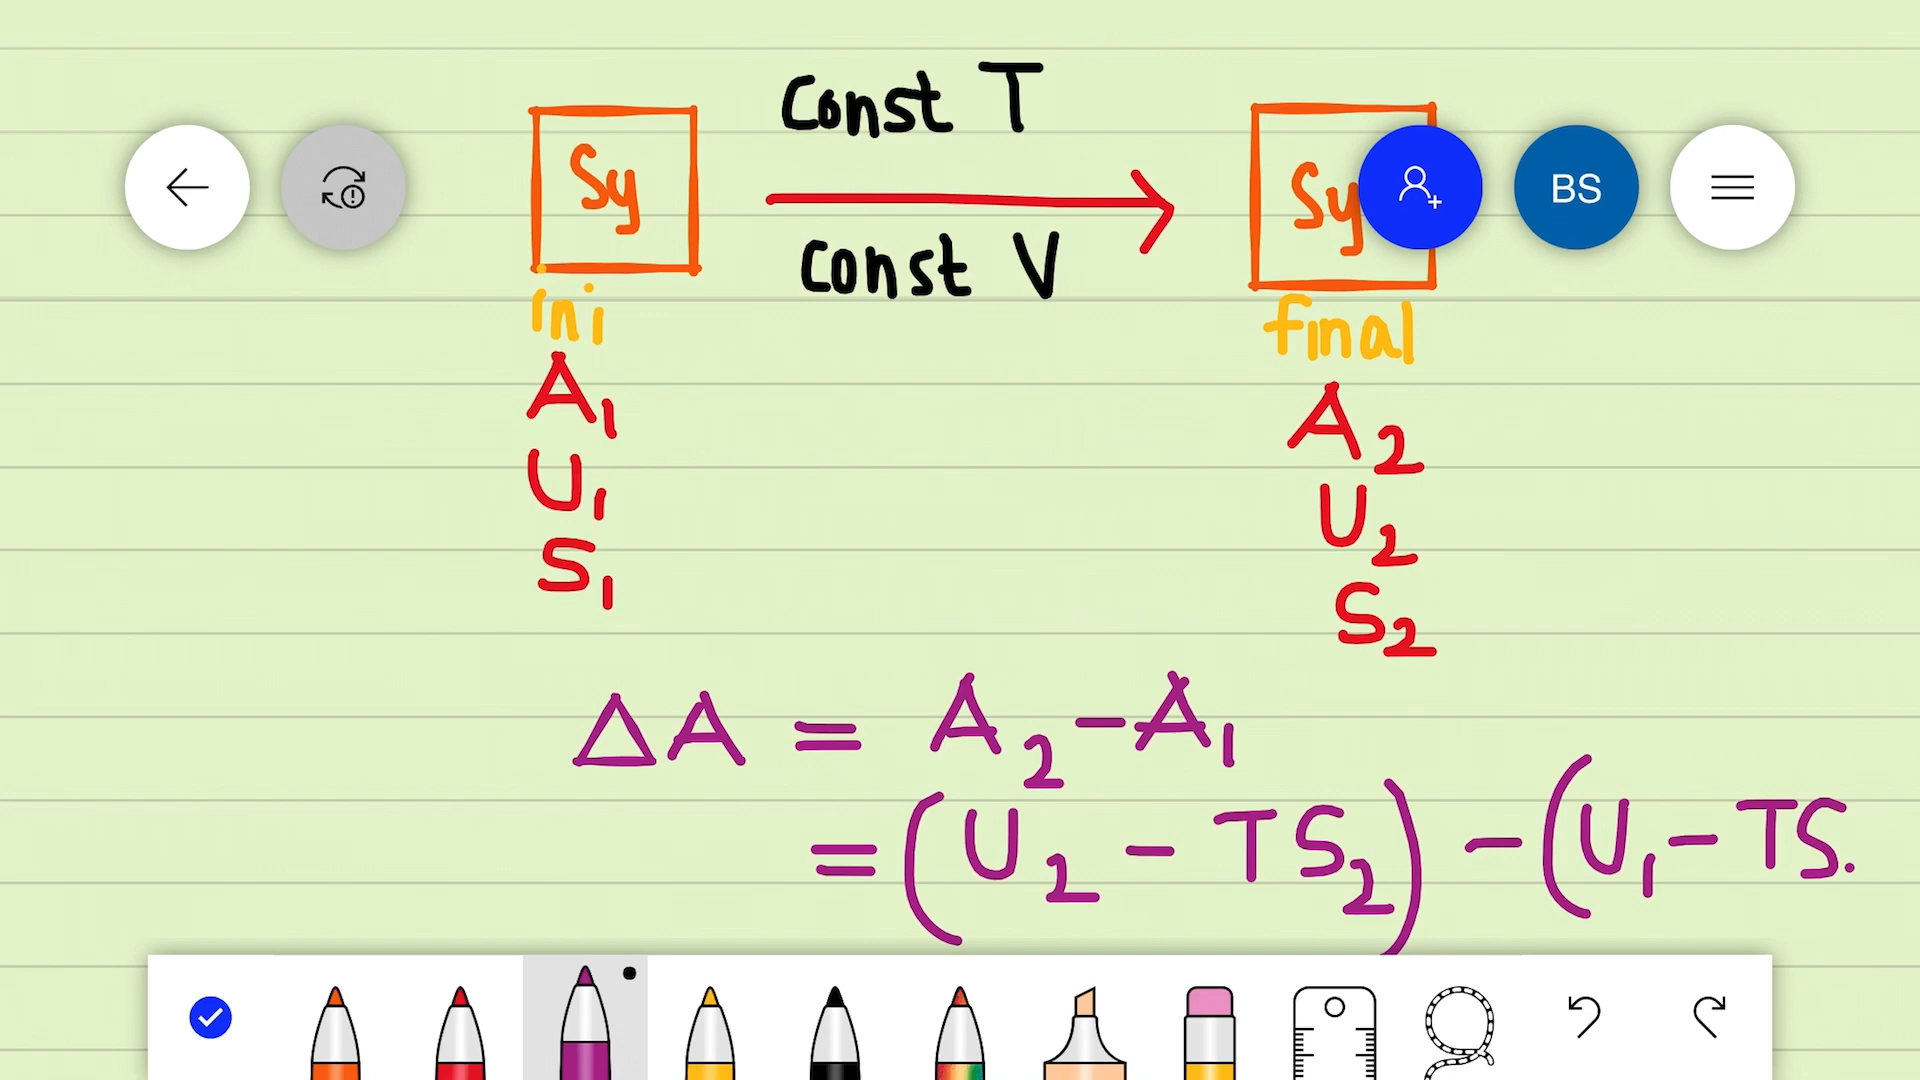 Const T
Sy
Sy
BS
Const V
ini
final
A1
A2
U1
U2
S1
S2
ΔA = A2 - A1
= (U2 - TS2) - (U1 - TS.